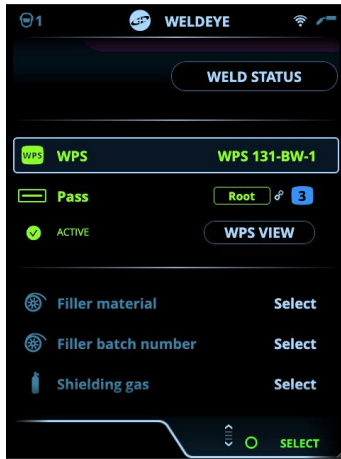 1 WELDEYE
WELD STATUS
WPS WPS WPS 131-BW-1
Pass Root 3
ACTIVE WPS VIEW
Filler material Select
Filler batch number Select
Shielding gas Select
SELECT